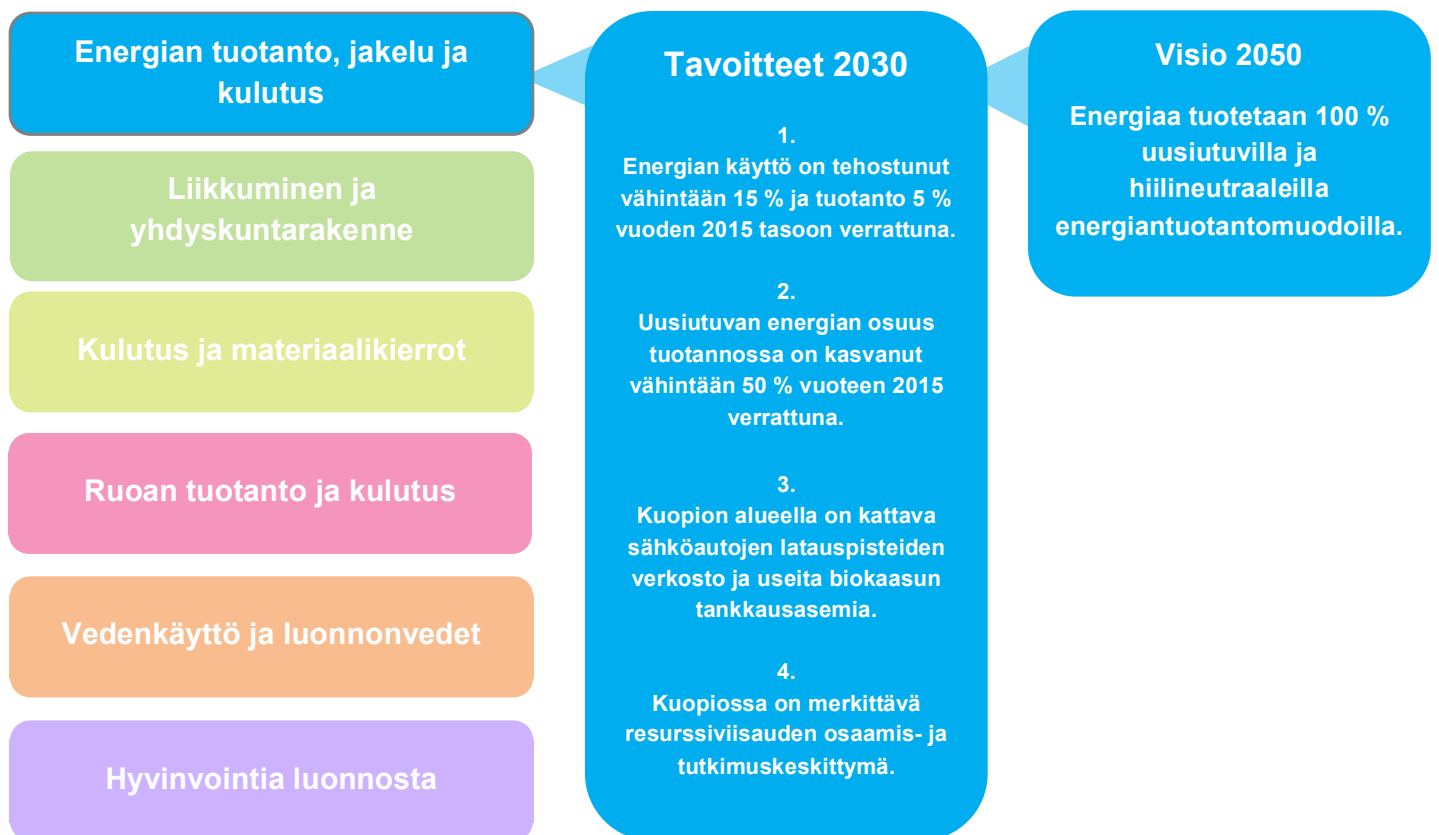 Energian tuotanto, jakelu ja
kulutus
Liikkuminen ja
yhdyskuntarakenne
Kulutus ja materiaalikierrot
Ruoan tuotanto ja kulutus
Vedenkäyttö ja luonnonvedet
Hyvinvointia luonnosta
Tavoitteet 2030
1.
Energian käyttö on tehostunut
vähintään 15 % ja tuotanto 5 %
vuoden 2015 tasoon verrattuna.
2.
Uusiutuvan energian osuus
tuotannossa on kasvanut
vähintään 50 % vuoteen 2015
verrattuna.
3.
Kuopion alueella on kattava
sähköautojen latauspisteiden
verkosto ja useita biokaasun
tankkausasemia.
4.
Kuopiossa on merkittävä
resurssiviisauden osaamis- ja
tutkimuskeskittymä.
Visio 2050
Energiaa tuotetaan 100 %
uusiutuvilla ja
hiilineutraaleilla
energiantuotantomuodoilla.